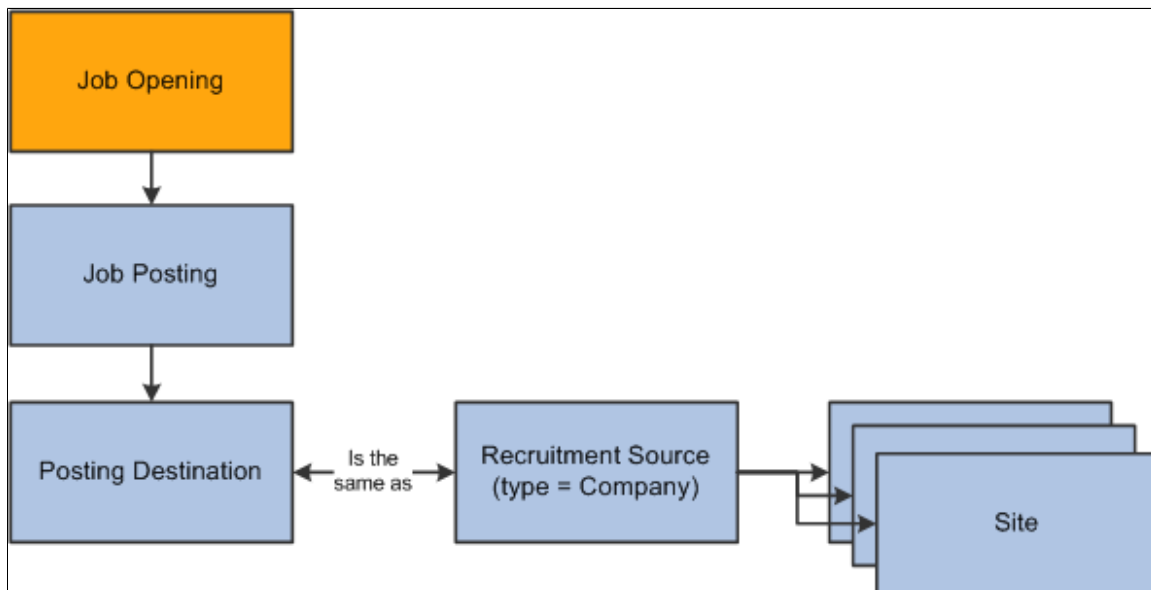 Job Opening
Job Posting
Posting Destination
Is the
same as
Recruitment Source
(type = Company)
Site